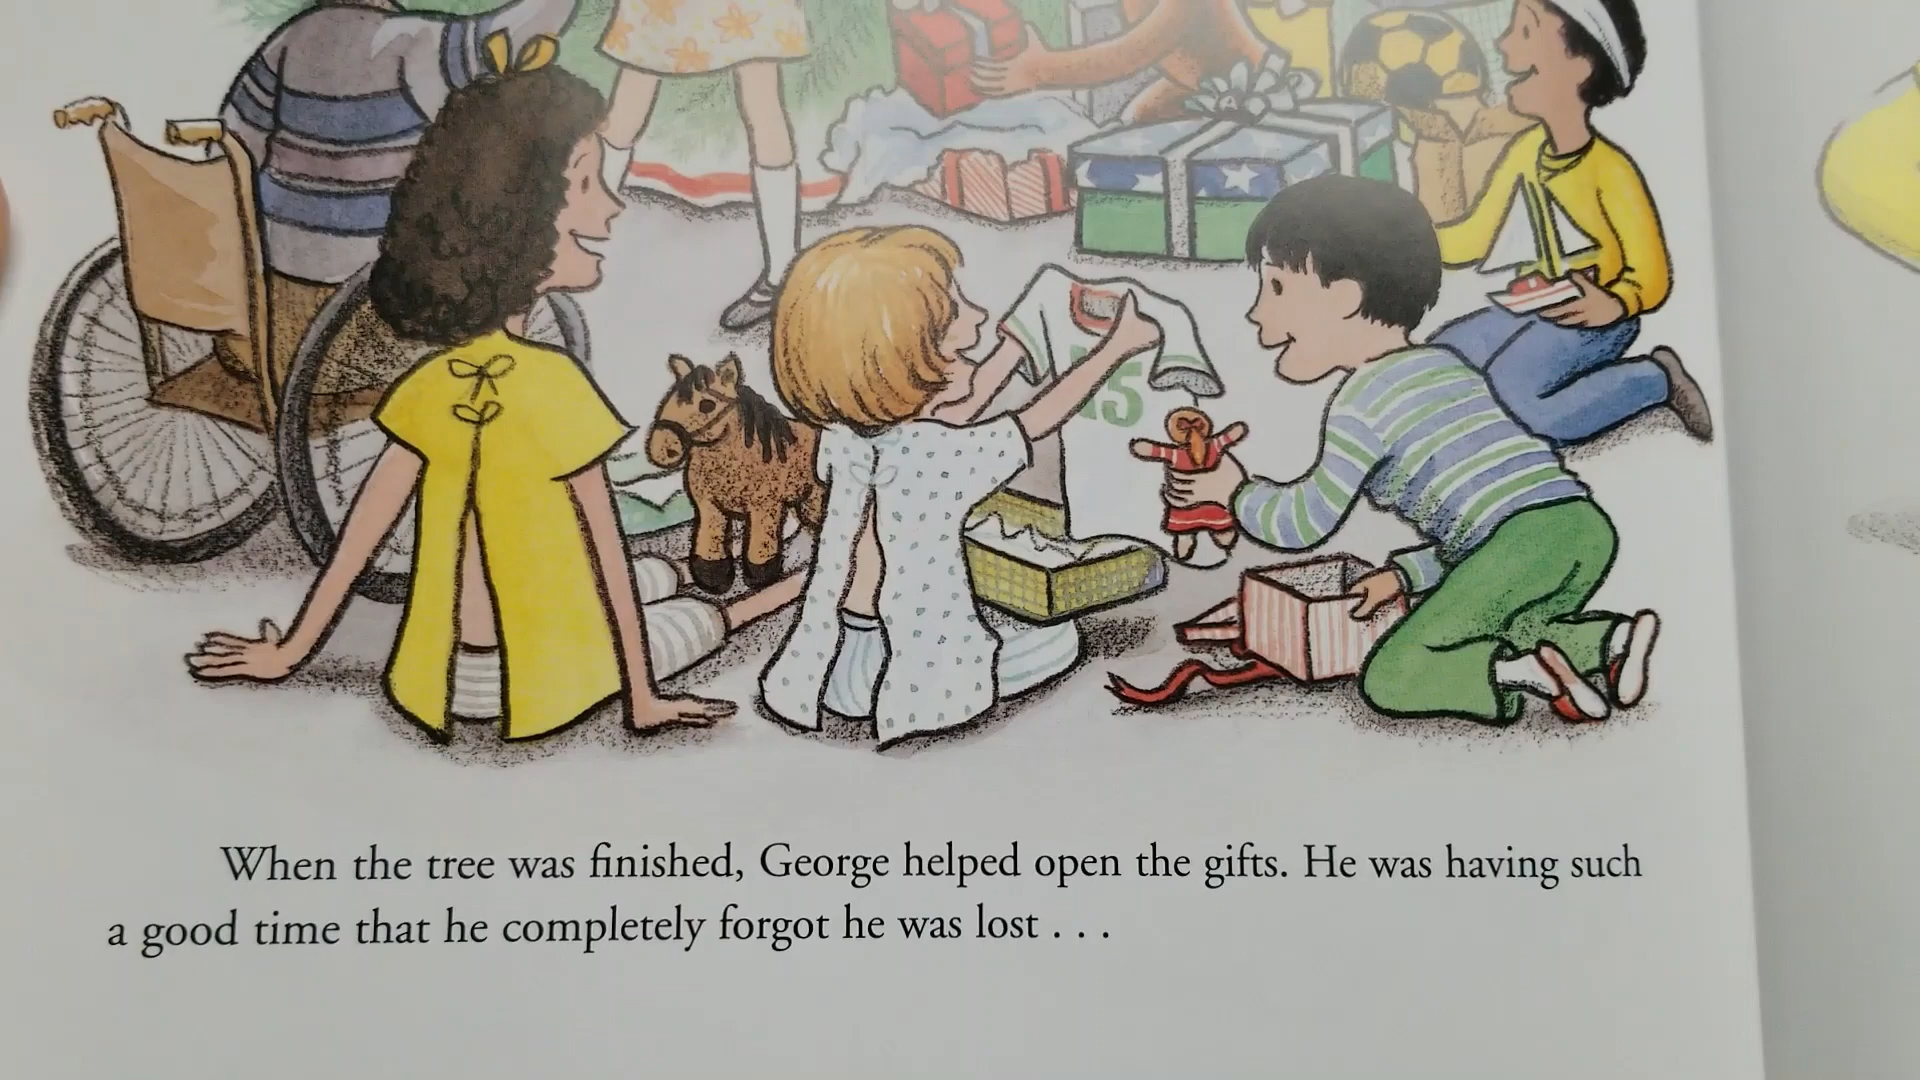 15
When the tree was finished, George helped open the gifts. He was having such
a good time that he completely forgot he was lost . . .